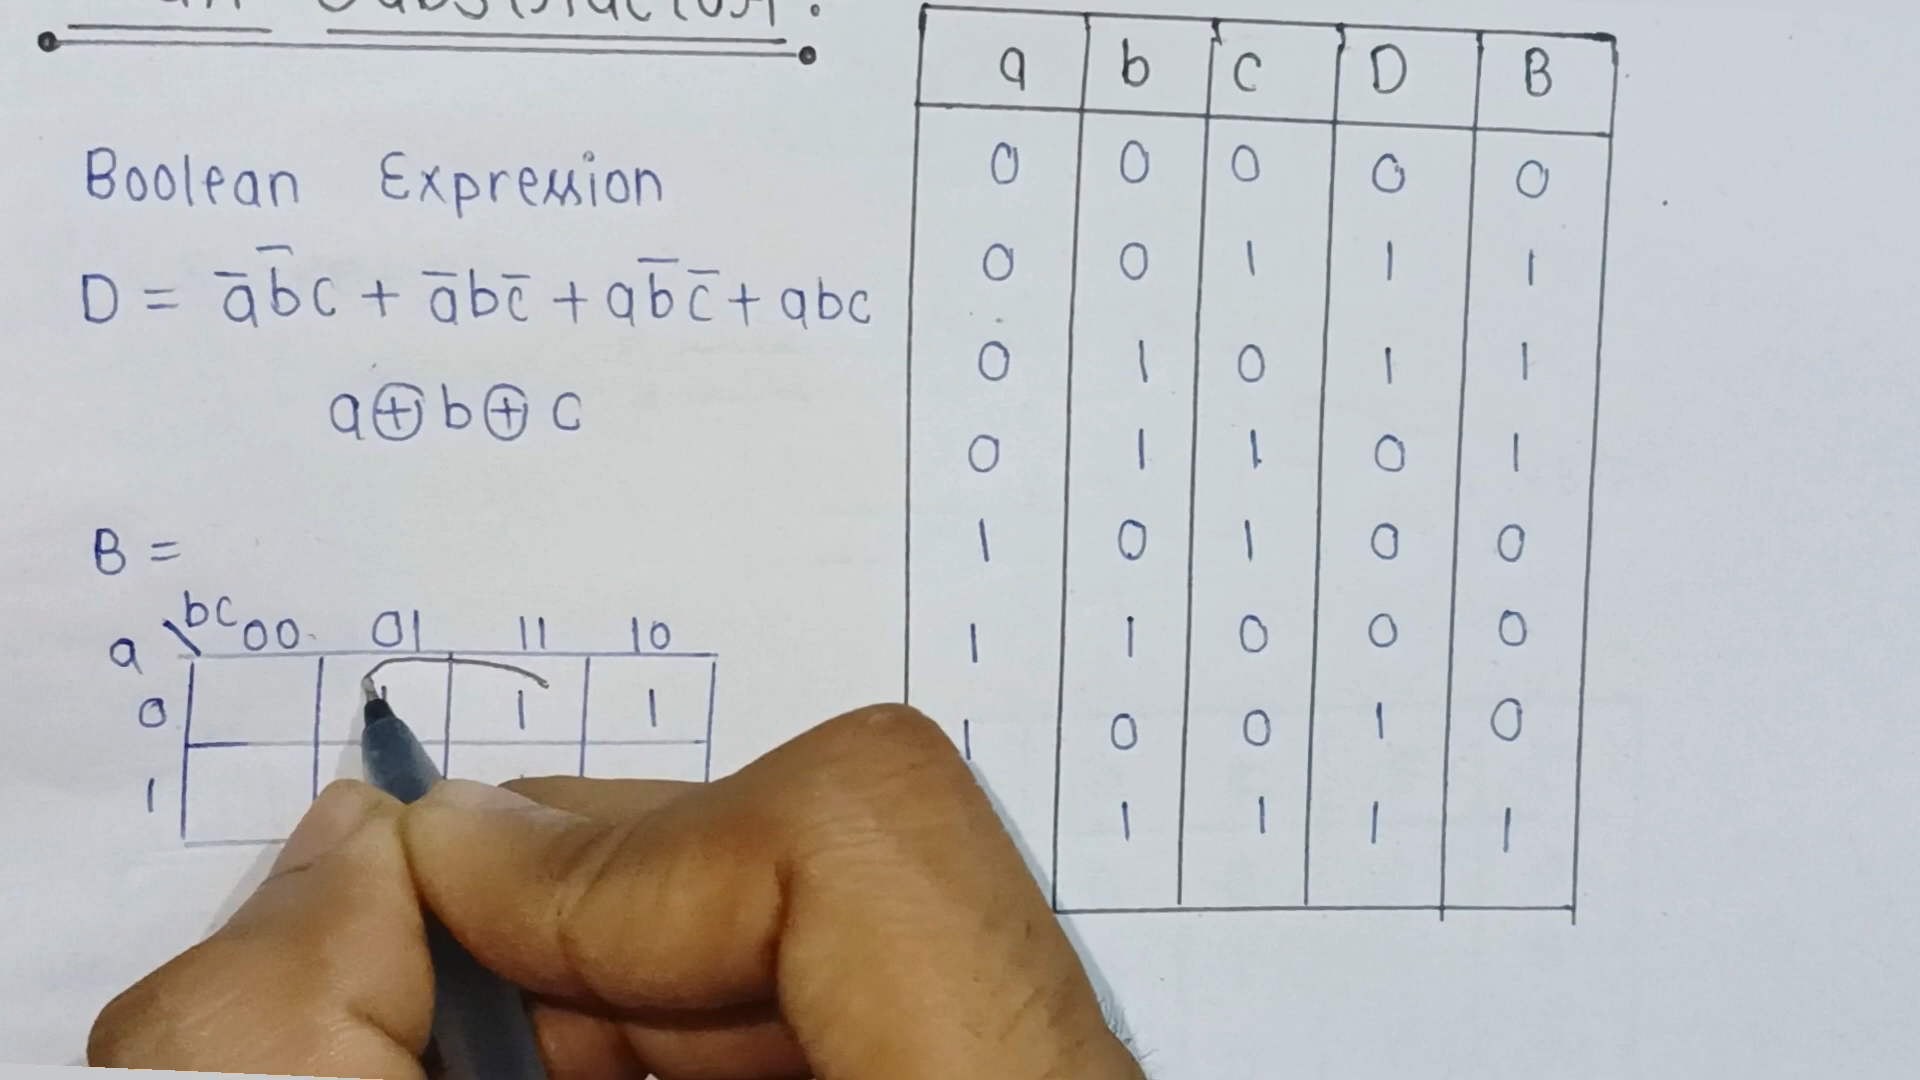 Boolean Expression
D = a̅b̅c + a̅bc̅ + ab̅c̅ + abc
a⊕b⊕c
B =
a \ bc 00 01 11 10
0 1 1
1
a b c D B
0 0 0 0 0
0 0 1 1 1
0 1 0 1 1
0 1 1 0 1
1 0 1 0 0
1 1 0 0 0
1 0 0 1 0
1 1 1 1